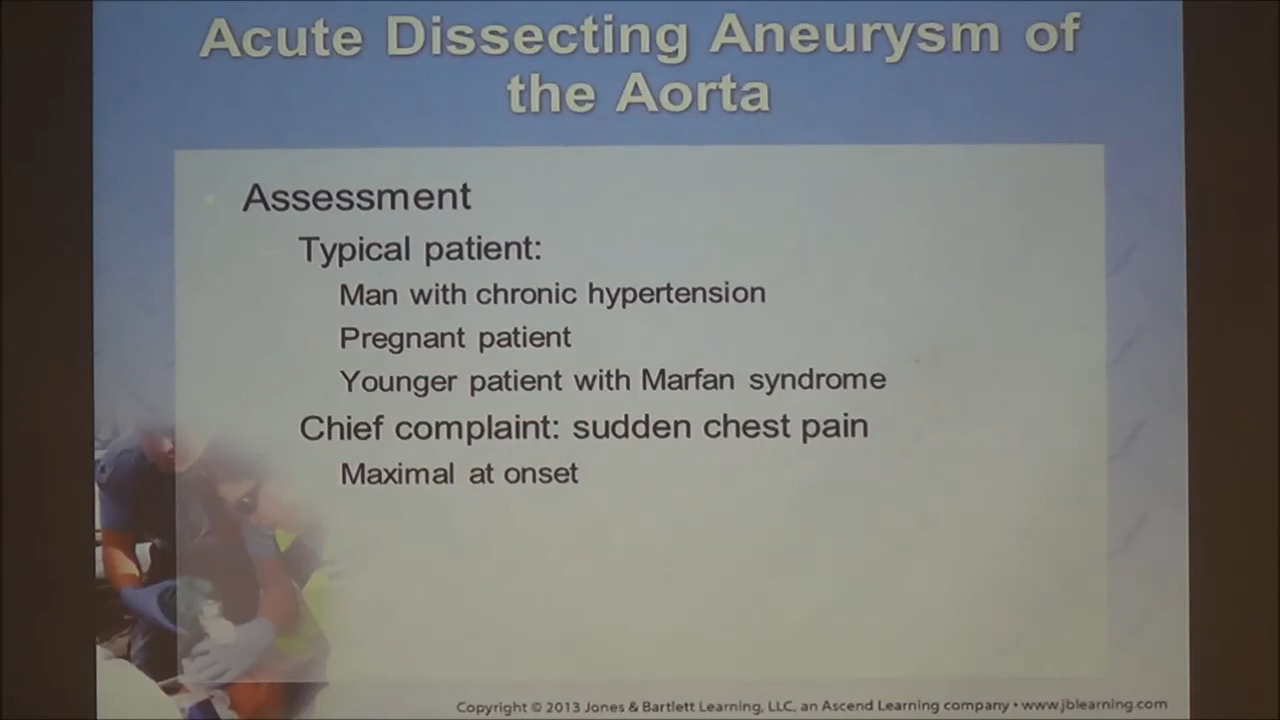 Acute Dissecting Aneurysm of
the Aorta
Assessment
Typical patient:
Man with chronic hypertension
Pregnant patient
Younger patient with Marfan syndrome
Chief complaint: sudden chest pain
Maximal at onset
Copyright © 2013 Jones & Bartlett Learning, LLC, an Ascend Learning company • www.jblearning.com